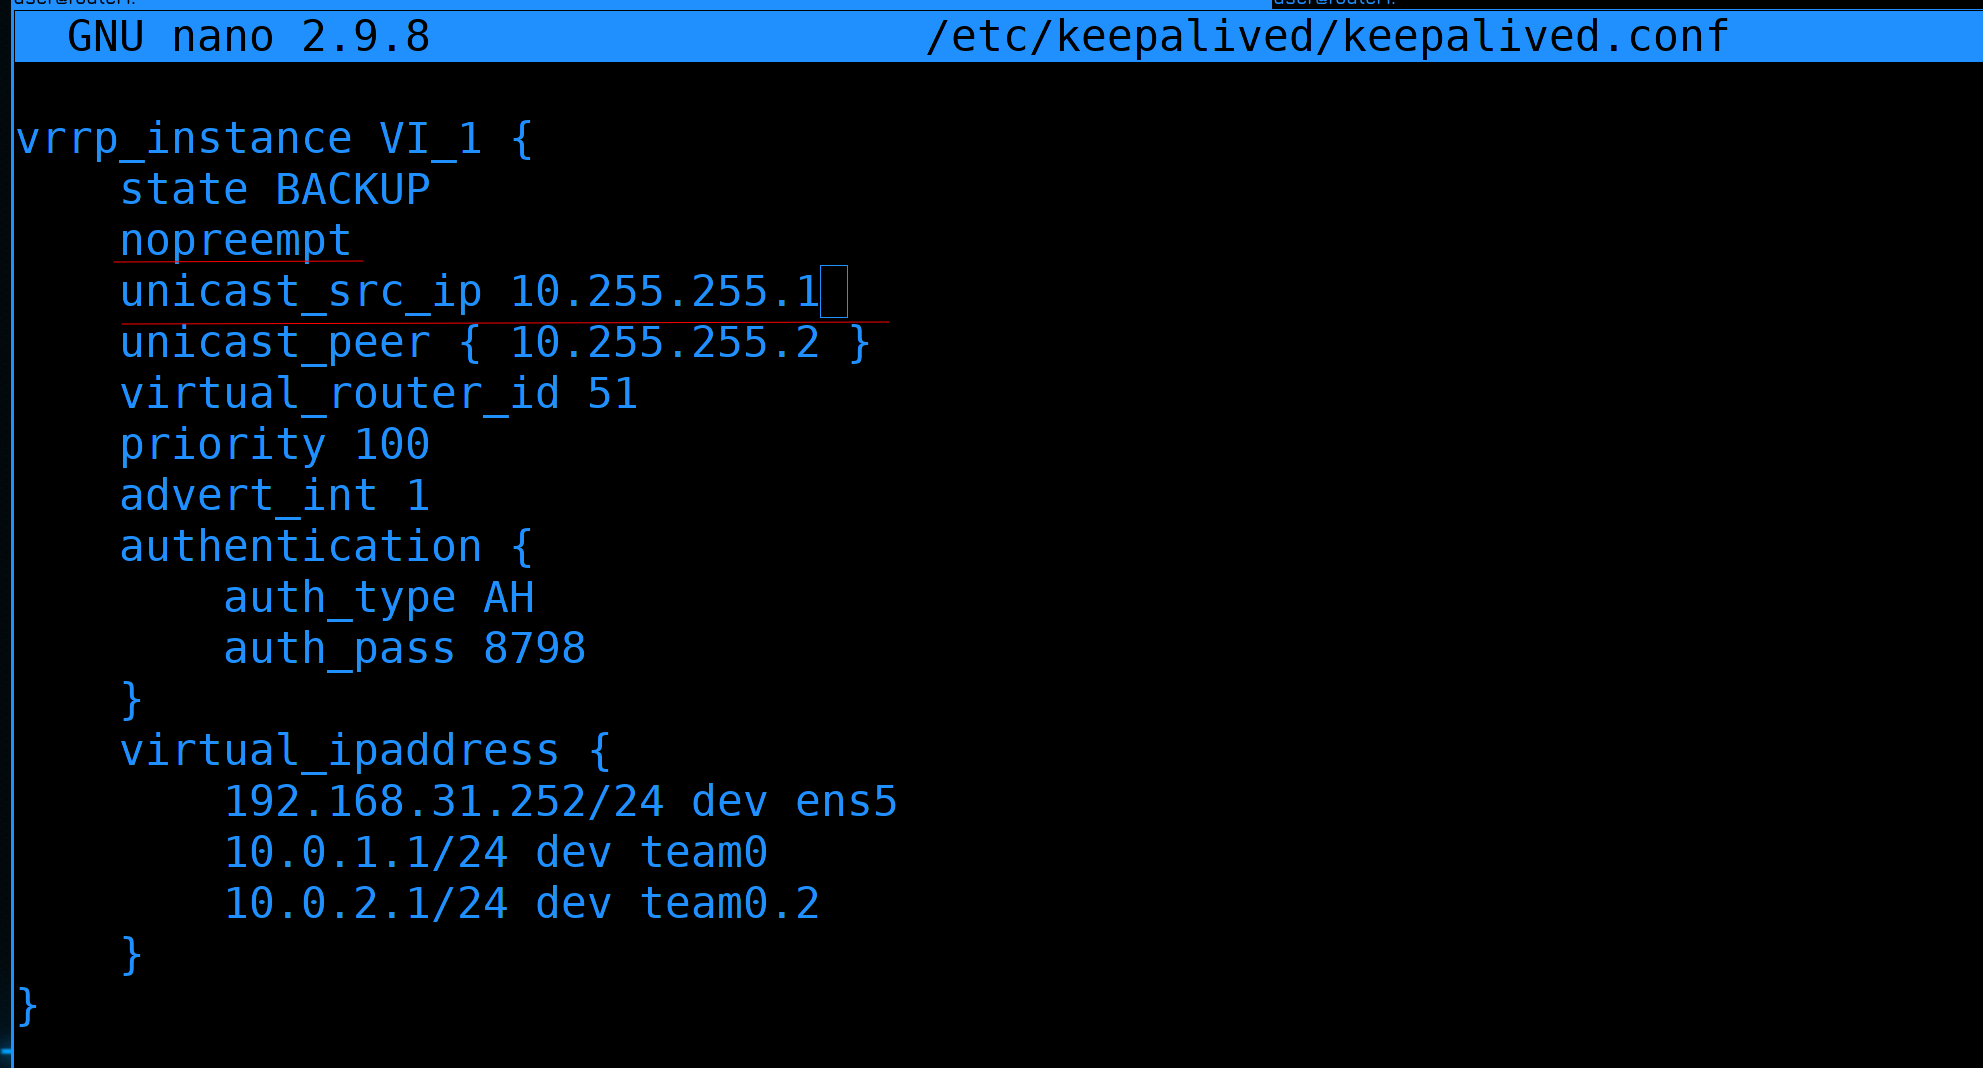 GNU nano 2.9.8 /etc/keepalived/keepalived.conf
vrrp_instance VI_1 {
state BACKUP
nopreempt
unicast_src_ip 10.255.255.1
unicast_peer { 10.255.255.2 }
virtual_router_id 51
priority 100
advert_int 1
authentication {
auth_type AH
auth_pass 8798
}
virtual_ipaddress {
192.168.31.252/24 dev ens5
10.0.1.1/24 dev team0
10.0.2.1/24 dev team0.2
}
}